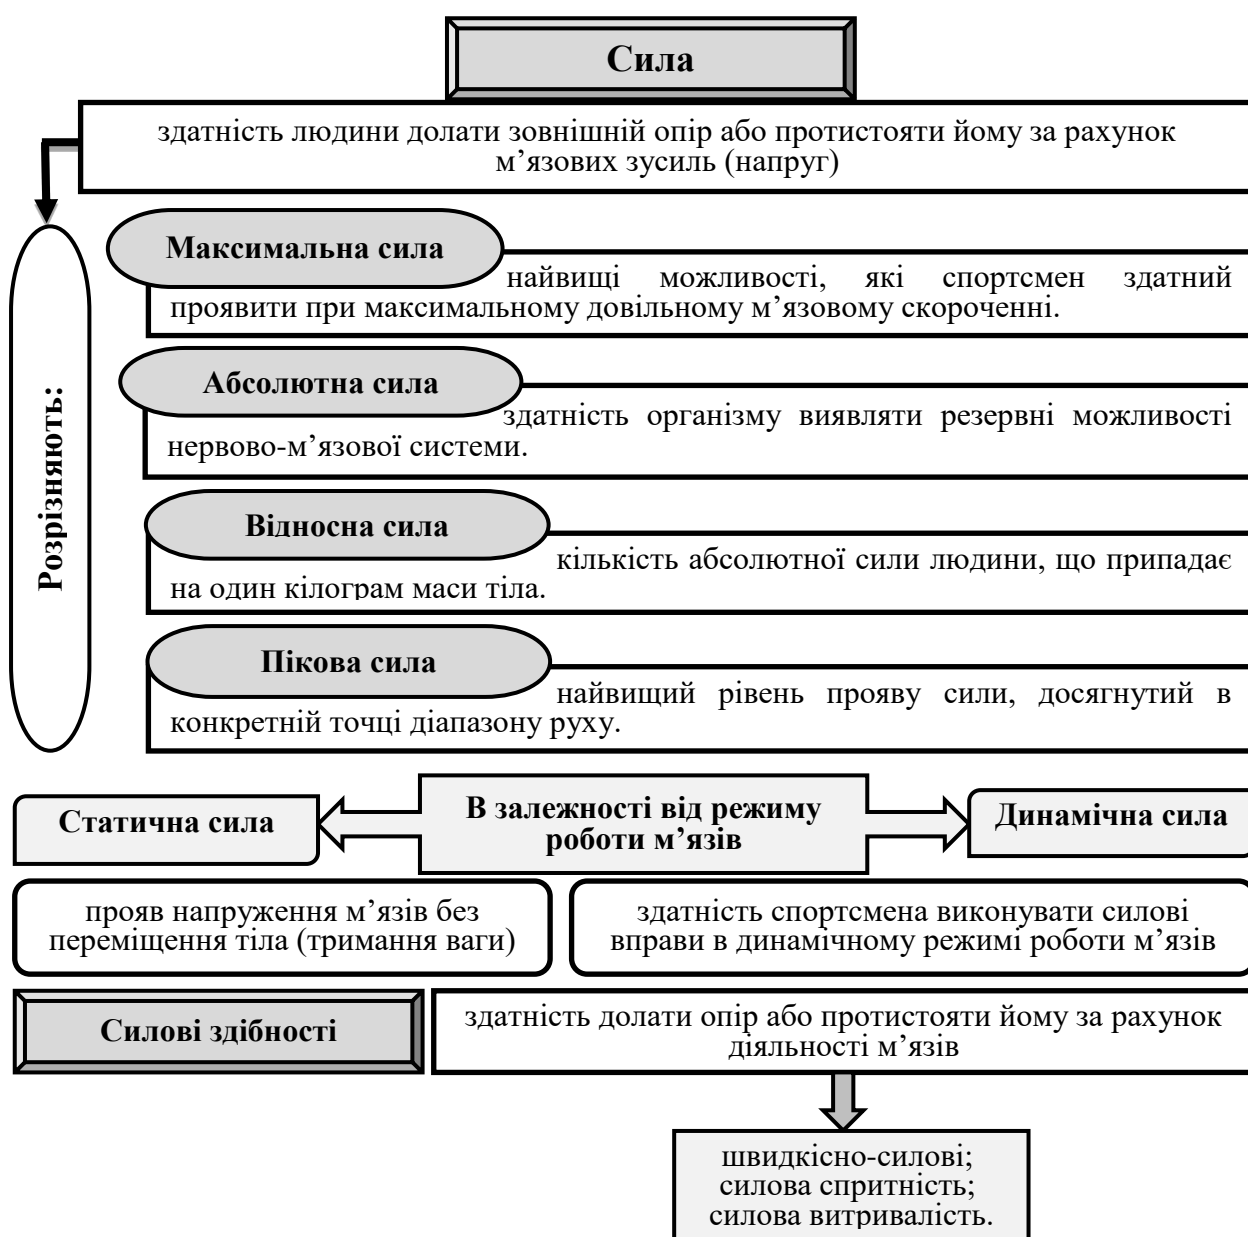 Сила
здатність людини долати зовнішній опір або протистояти йому за рахунок
м’язових зусиль (напруг)
Розрізняють:
Максимальна сила
найвищі можливості, які спортсмен здатний
проявити при максимальному довільному м’язовому скороченні.
Абсолютна сила
здатність організму виявляти резервні можливості
нервово-м’язової системи.
Відносна сила
кількість абсолютної сили людини, що припадає
на один кілограм маси тіла.
Пікова сила
найвищий рівень прояву сили, досягнутий в
конкретній точці діапазону руху.
Статична сила
В залежності від режиму
роботи м’язів
Динамічна сила
прояв напруження м’язів без
переміщення тіла (тримання ваги)
здатність спортсмена виконувати силові
вправи в динамічному режимі роботи м’язів
Силові здібності
здатність долати опір або протистояти йому за рахунок
діяльності м’язів
швидкісно-силові;
силова спритність;
силова витривалість.